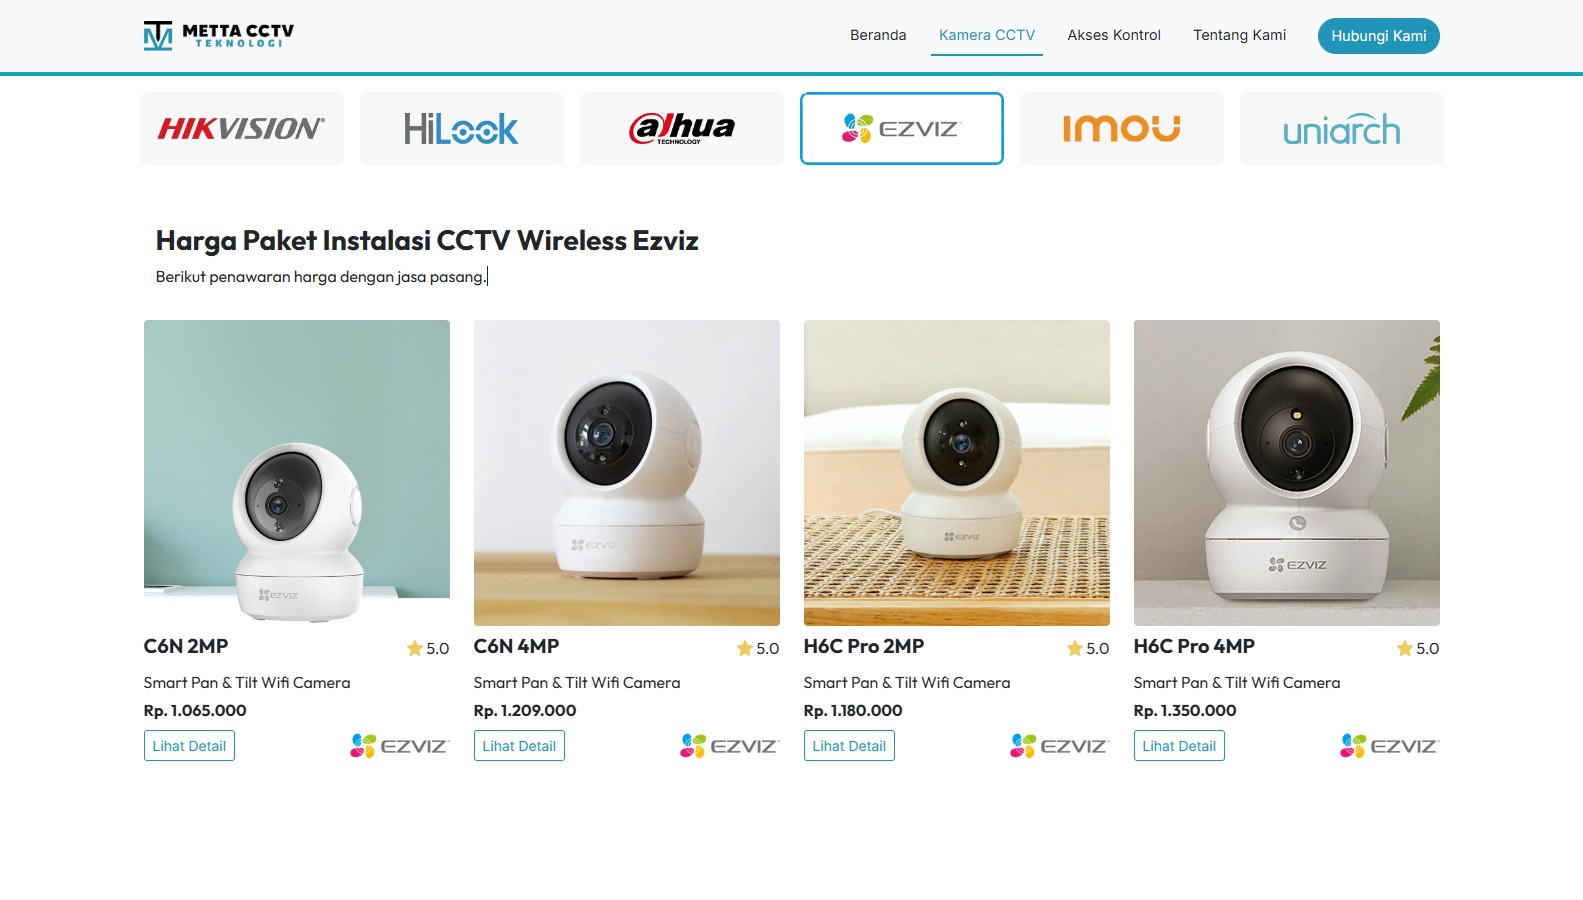 METTA CCTV
TEKNOLOGI
Beranda
Kamera CCTV
Akses Kontrol
Tentang Kami
Hubungi Kami
HIKVISION
HiLook
alhua
TECHNOLOGY
EZVIZ
imou
uniarch
Harga Paket Instalasi CCTV Wireless Ezviz
Berikut penawaran harga dengan jasa pasang.
EZVIZ
EZVIZ
EZVIZ
EZVIZ
C6N 2MP
5.0
Smart Pan & Tilt Wifi Camera
Rp. 1.065.000
Lihat Detail
EZVIZ
C6N 4MP
5.0
Smart Pan & Tilt Wifi Camera
Rp. 1.209.000
Lihat Detail
EZVIZ
H6C Pro 2MP
5.0
Smart Pan & Tilt Wifi Camera
Rp. 1.180.000
Lihat Detail
EZVIZ
H6C Pro 4MP
5.0
Smart Pan & Tilt Wifi Camera
Rp. 1.350.000
Lihat Detail
EZVIZ